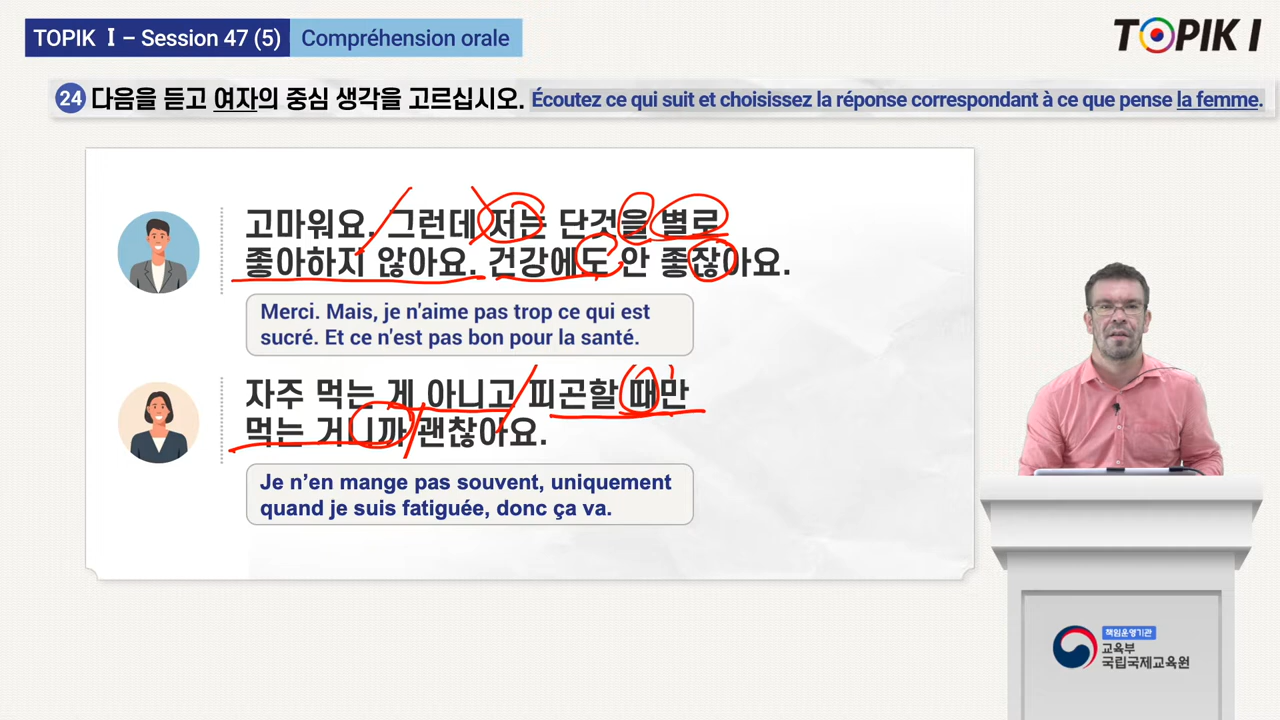 TOPIK Ⅰ – Session 47 (5) Compréhension orale
TOPIK I
24 다음을 듣고 여자의 중심 생각을 고르십시오. Écoutez ce qui suit et choisissez la réponse correspondant à ce que pense la femme.
고마워요. 그런데 저는 단것을 별로
좋아하지 않아요. 건강에도 안 좋잖아요.
Merci. Mais, je n'aime pas trop ce qui est
sucré. Et ce n'est pas bon pour la santé.
자주 먹는 게 아니고 피곤할 때만
먹는 거니까 괜찮아요.
Je n’en mange pas souvent, uniquement
quand je suis fatiguée, donc ça va.
책임운영기관
교육부
국립국제교육원